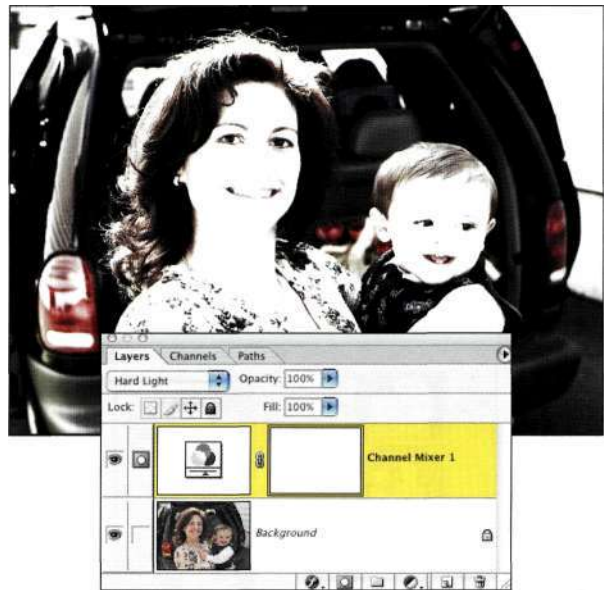 Layers Channels Paths
Hard Light Opacity: 100%
Lock: Fill: 100%
Channel Mixer 1
Background